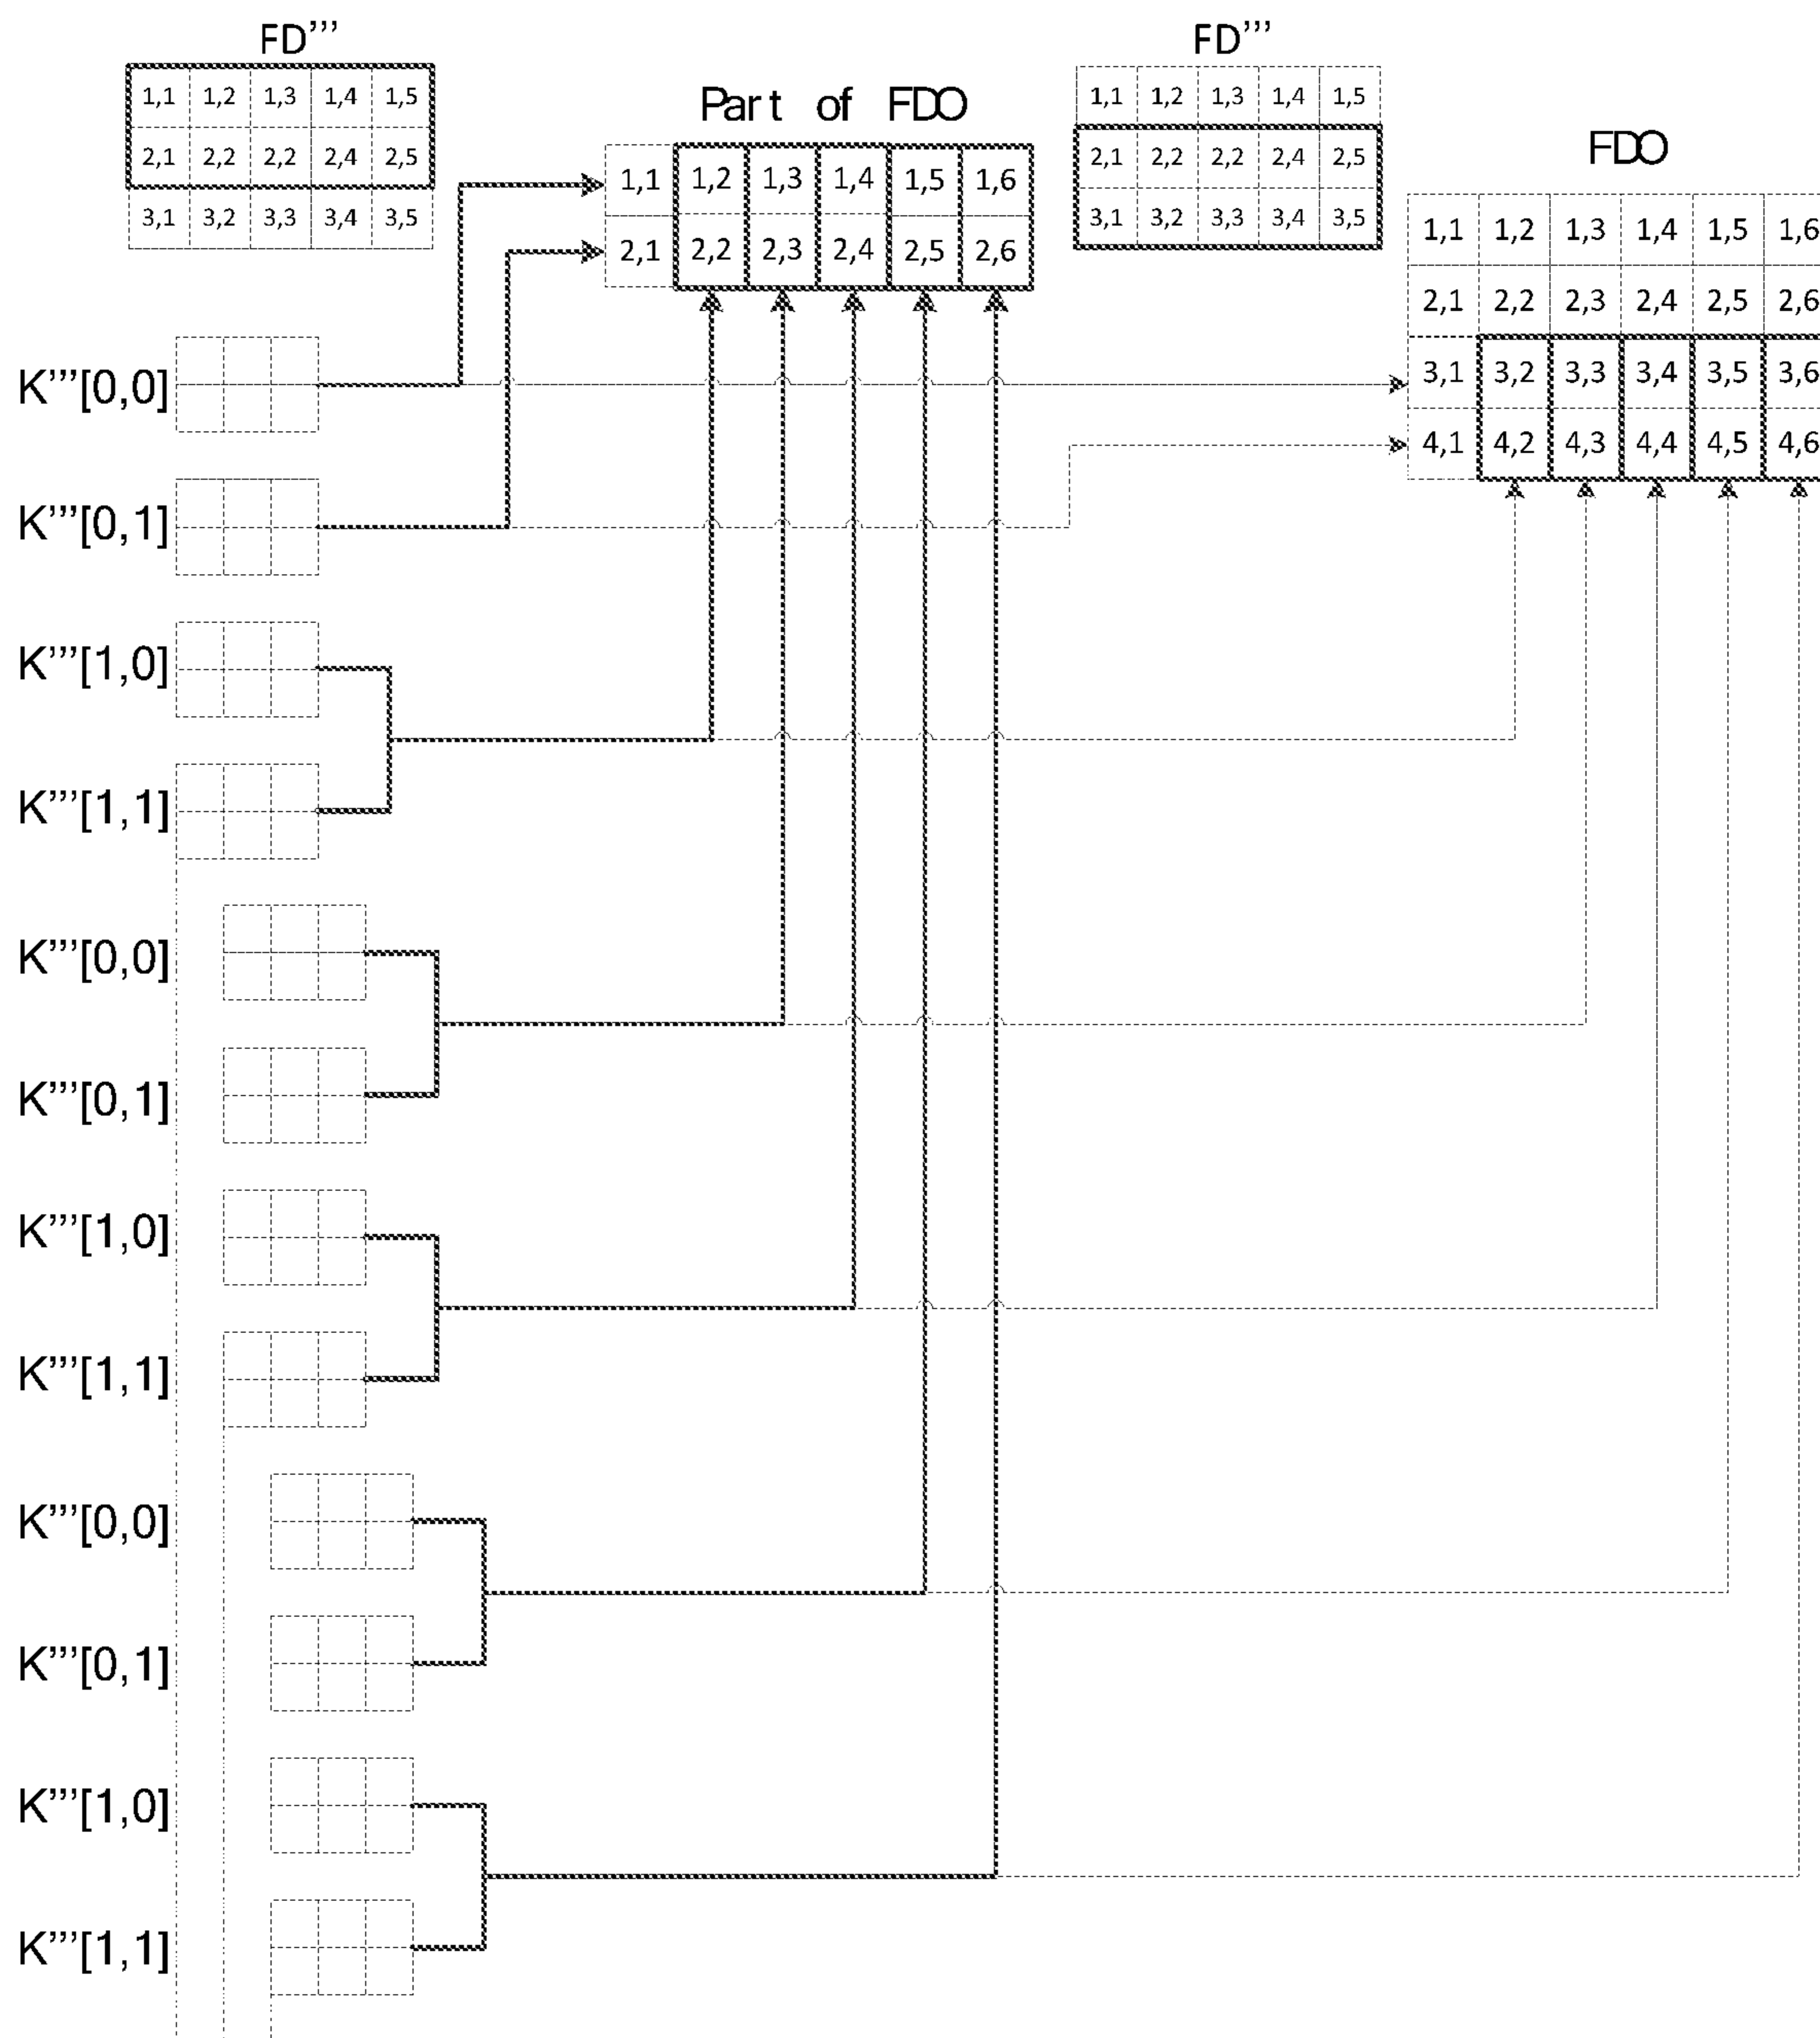 FD’’’
1,1 1,2 1,3 1,4 1,5
2,1 2,2 2,2 2,4 2,5
3,1 3,2 3,3 3,4 3,5
Part of FDO
1,1 1,2 1,3 1,4 1,5 1,6
2,1 2,2 2,3 2,4 2,5 2,6
FD’’’
1,1 1,2 1,3 1,4 1,5
2,1 2,2 2,2 2,4 2,5
3,1 3,2 3,3 3,4 3,5
FDO
1,1 1,2 1,3 1,4 1,5 1,6
2,1 2,2 2,3 2,4 2,5 2,6
3,1 3,2 3,3 3,4 3,5 3,6
4,1 4,2 4,3 4,4 4,5 4,6
K’’’[0,0]
K’’’[0,1]
K’’’[1,0]
K’’’[1,1]
K’’’[0,0]
K’’’[0,1]
K’’’[1,0]
K’’’[1,1]
K’’’[0,0]
K’’’[0,1]
K’’’[1,0]
K’’’[1,1]